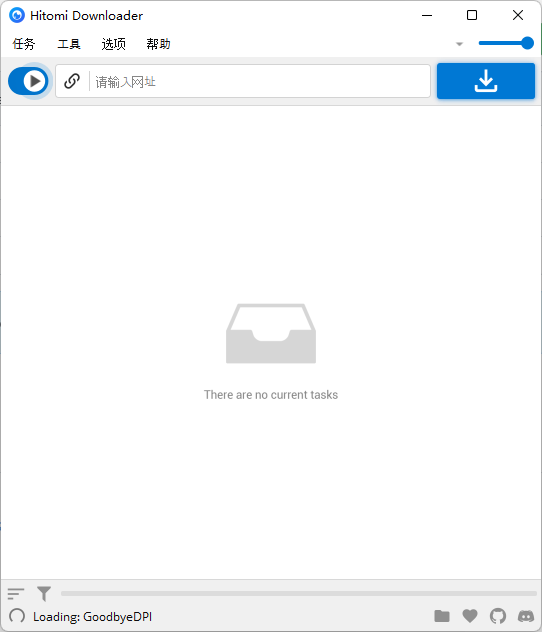 Hitomi Downloader
任务 工具 选项 帮助
请输入网址
There are no current tasks
Loading: GoodbyeDPI